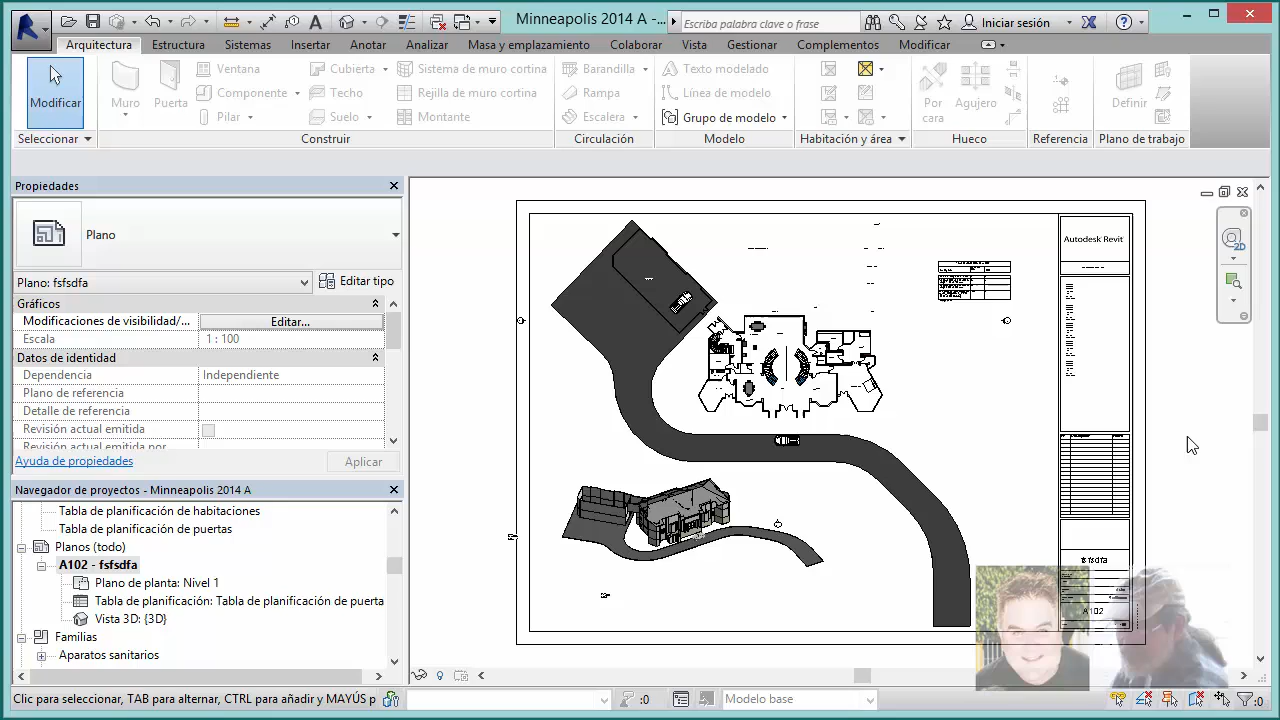 Minneapolis 2014 A -...
Escriba palabra clave o frase
Iniciar sesión
Arquitectura
Estructura
Sistemas
Insertar
Anotar
Analizar
Masa y emplazamiento
Colaborar
Vista
Gestionar
Complementos
Modificar
Modificar
Muro
Puerta
Ventana
Componente
Pilar
Cubierta
Techo
Suelo
Sistema de muro cortina
Rejilla de muro cortina
Montante
Barandilla
Rampa
Escalera
Texto modelado
Línea de modelo
Grupo de modelo
Por cara
Agujero
Definir
Seleccionar
Construir
Circulación
Modelo
Habitación y área
Hueco
Referencia
Plano de trabajo
Propiedades
Plano
Plano: fsfsdfa
Editar tipo
Gráficos
Modificaciones de visibilidad/... Editar...
Escala 1 : 100
Datos de identidad
Dependencia Independiente
Plano de referencia
Detalle de referencia
Revisión actual emitida
Revisión actual emitida por
Ayuda de propiedades
Aplicar
Navegador de proyectos - Minneapolis 2014 A
Tabla de planificación de habitaciones
Tabla de planificación de puertas
Planos (todo)
A102 - fsfsdfa
Plano de planta: Nivel 1
Tabla de planificación: Tabla de planificación de puerta
Vista 3D: {3D}
Familias
Aparatos sanitarios
Autodesk Revit
fsfsdfa
A102
2D
Clic para seleccionar, TAB para alternar, CTRL para añadir y MAYÚS p
:0
Modelo base
:0